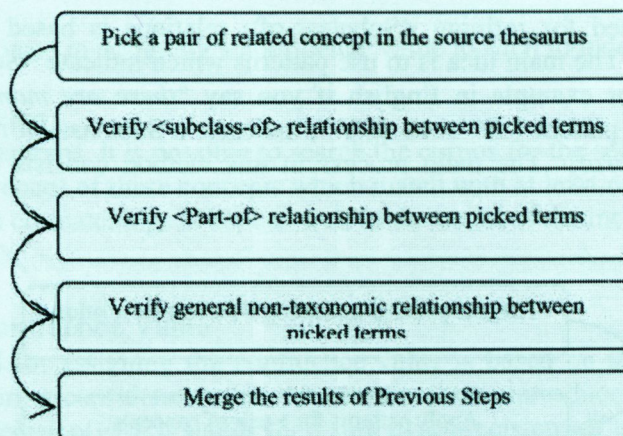 Pick a pair of related concept in the source thesaurus
Verify <subclass-of> relationship between picked terms
Verify <Part-of> relationship between picked terms
Verify general non-taxonomic relationship between
picked terms
Merge the results of Previous Steps